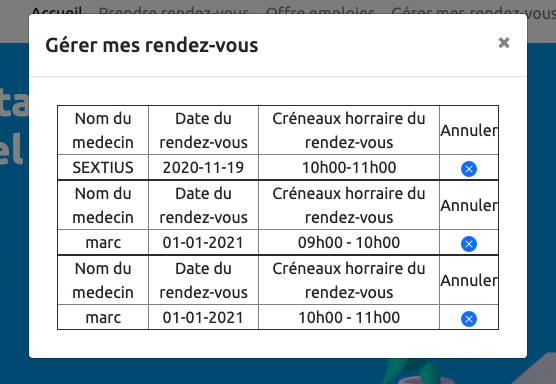 Accueil Prendre rendez-vous Offre emploies Gérer mes rendez-vous
Gérer mes rendez-vous ×
ta
el
Nom du medecin Date du rendez-vous Créneaux horraire du rendez-vous Annuler
SEXTIUS 2020-11-19 10h00-11h00
Nom du medecin Date du rendez-vous Créneaux horraire du rendez-vous Annuler
marc 01-01-2021 09h00 - 10h00
Nom du medecin Date du rendez-vous Créneaux horraire du rendez-vous Annuler
marc 01-01-2021 10h00 - 11h00